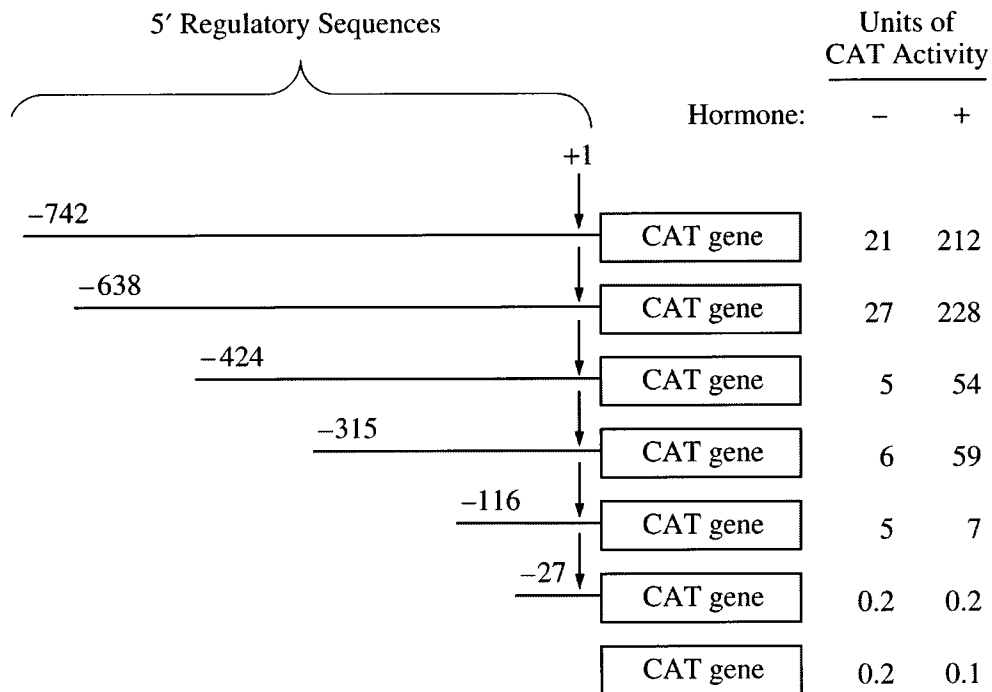 5′ Regulatory Sequences
Units of
CAT Activity
Hormone: – +
+1
–742 CAT gene 21 212
–638 CAT gene 27 228
–424 CAT gene 5 54
–315 CAT gene 6 59
–116 CAT gene 5 7
–27 CAT gene 0.2 0.2
CAT gene 0.2 0.1